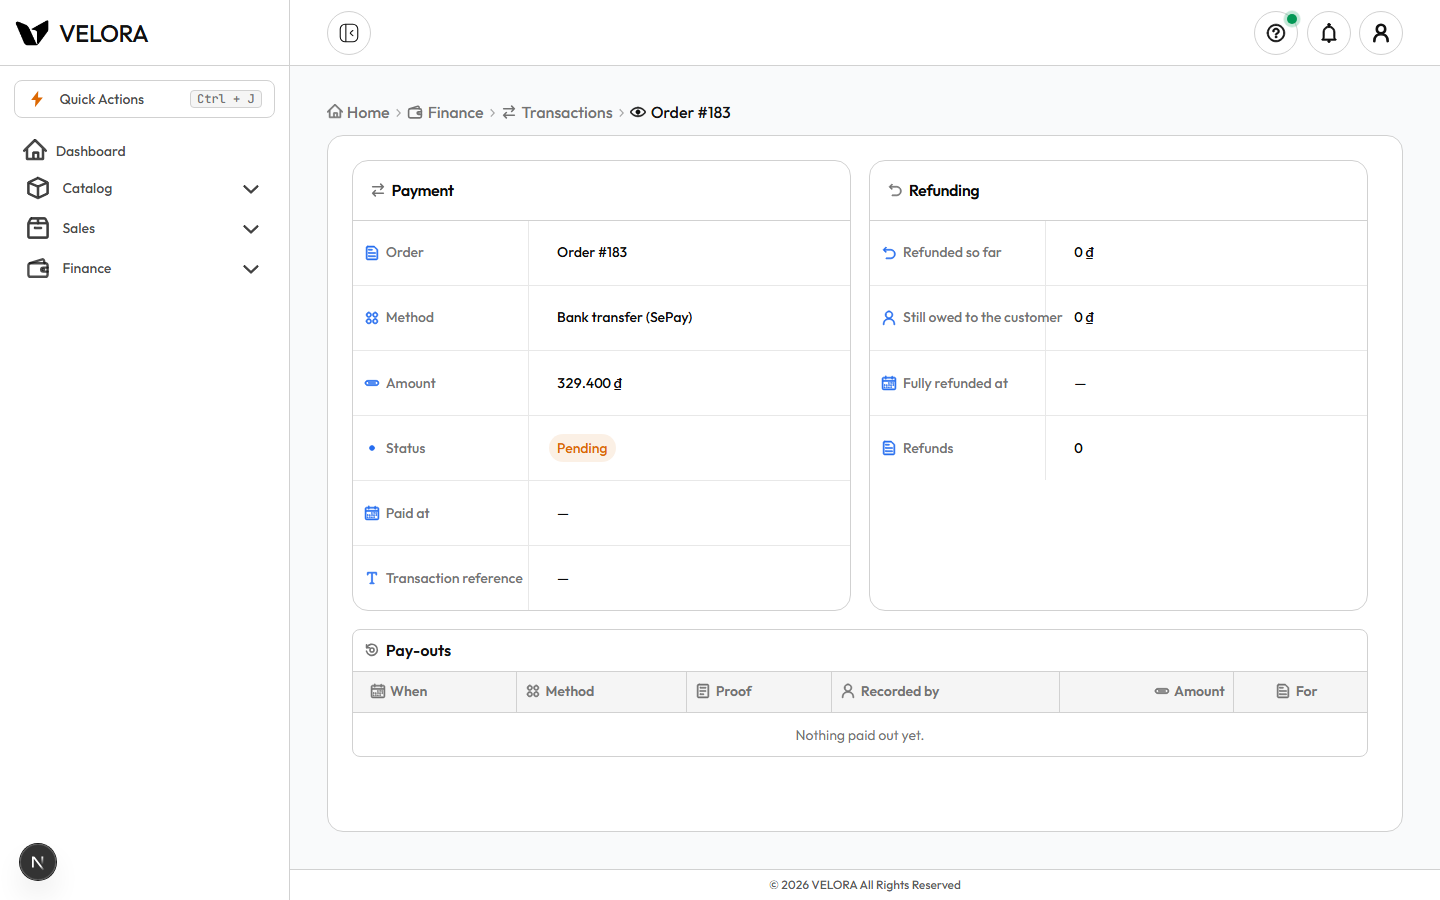 VELORA
Quick Actions Ctrl + J
Dashboard
Catalog
Sales
Finance
Home Finance Transactions Order #183
Payment
Order Order #183
Method Bank transfer (SePay)
Amount 329.400 ₫
Status Pending
Paid at —
Transaction reference —
Refunding
Refunded so far 0 ₫
Still owed to the customer 0 ₫
Fully refunded at —
Refunds 0
Pay-outs
When Method Proof Recorded by Amount For
Nothing paid out yet.
N
© 2026 VELORA All Rights Reserved